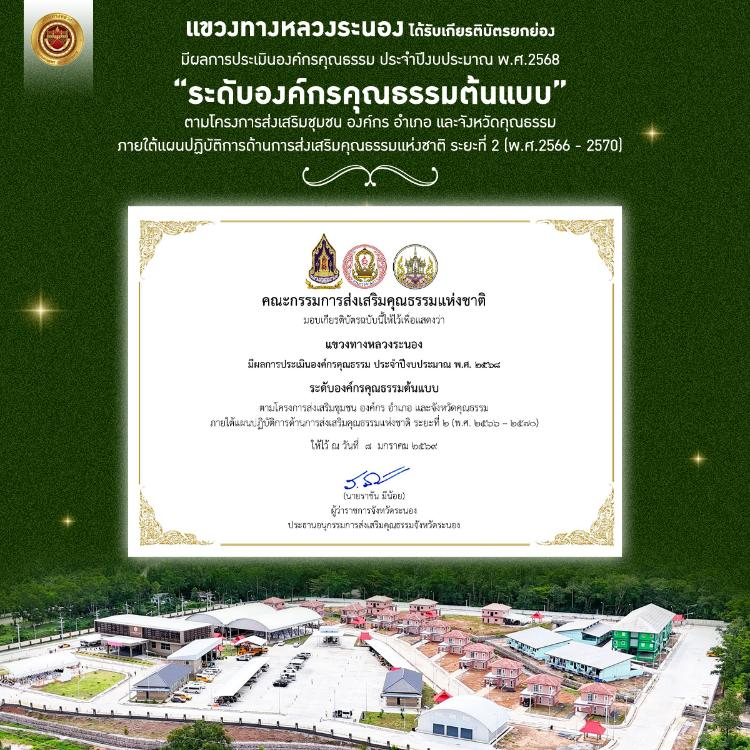 แขวงทางหลวงระนอง ได้รับเกียรติบัตรยกย่อง
มีผลการประเมินองค์กรคุณธรรม ประจำปีงบประมาณ พ.ศ.2568
“ระดับองค์กรคุณธรรมต้นแบบ”
ตามโครงการส่งเสริมชุมชน องค์กร อำเภอ และจังหวัดคุณธรรม
ภายใต้แผนปฏิบัติการด้านการส่งเสริมคุณธรรมแห่งชาติ ระยะที่ 2 (พ.ศ.2566 - 2570)
คณะกรรมการส่งเสริมคุณธรรมแห่งชาติ
มอบเกียรติบัตรฉบับนี้ให้ไว้เพื่อแสดงว่า
แขวงทางหลวงระนอง
มีผลการประเมินองค์กรคุณธรรม ประจำปีงบประมาณ พ.ศ. ๒๕๖๘
ระดับองค์กรคุณธรรมต้นแบบ
ตามโครงการส่งเสริมชุมชน องค์กร อำเภอ และจังหวัดคุณธรรม
ภายใต้แผนปฏิบัติการด้านการส่งเสริมคุณธรรมแห่งชาติ ระยะที่ ๒ (พ.ศ. ๒๕๖๖ – ๒๕๗๐)
ให้ไว้ ณ วันที่ ๘ มกราคม ๒๕๖๙
(นายราชัน มีน้อย)
ผู้ว่าราชการจังหวัดระนอง
ประธานอนุกรรมการส่งเสริมคุณธรรมจังหวัดระนอง